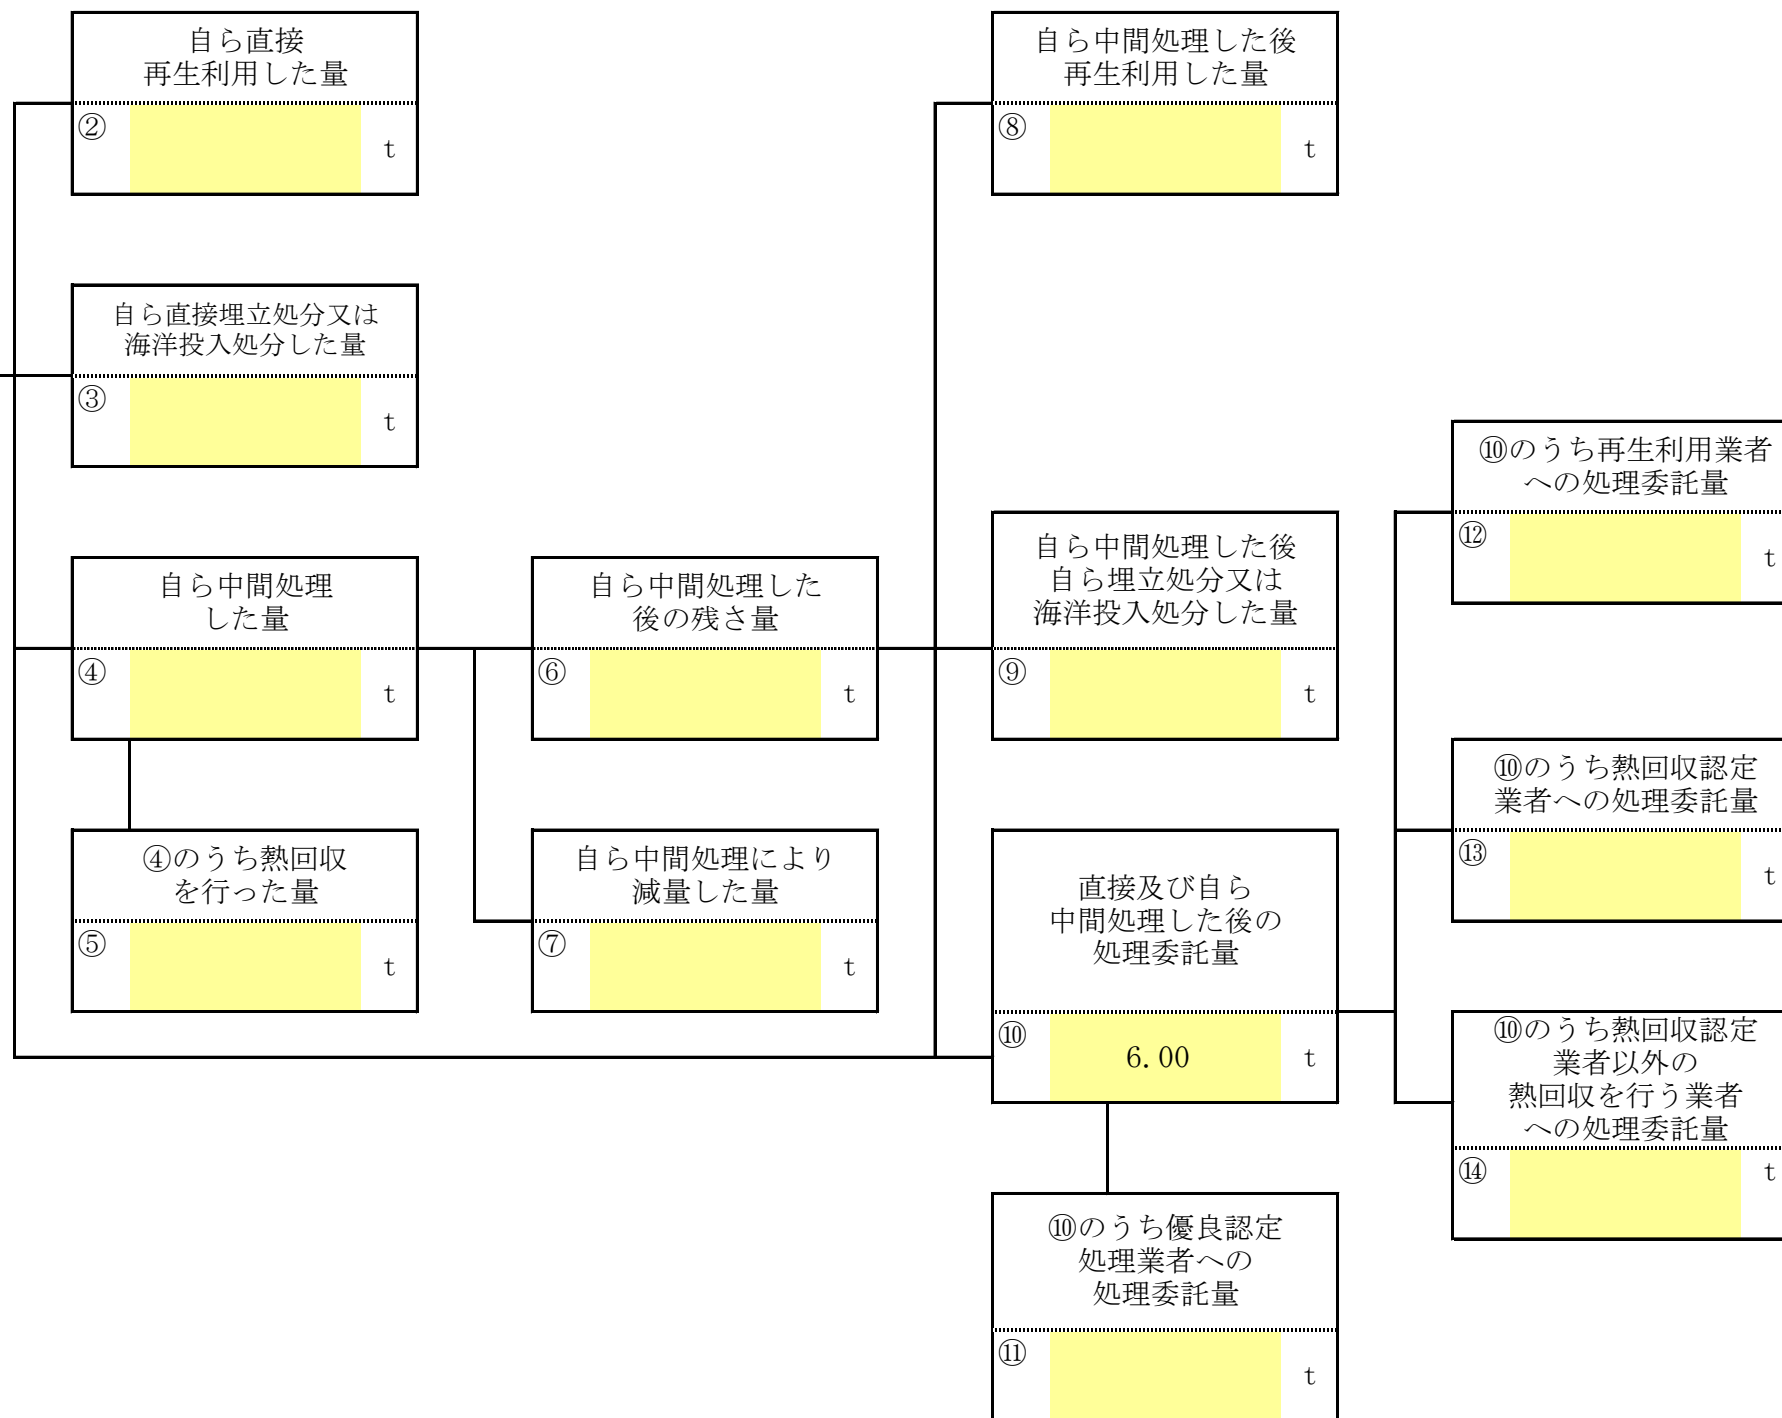 自ら直接
再生利用した量
②
t
自ら中間処理した後
再生利用した量
⑧
t
自ら直接埋立処分又は
海洋投入処分した量
③
t
⑩のうち再生利用業者
への処理委託量
⑫
t
自ら中間処理
した量
④
t
自ら中間処理した
後の残さ量
⑥
t
自ら中間処理した後
自ら埋立処分又は
海洋投入処分した量
⑨
t
⑩のうち熱回収認定
業者への処理委託量
⑬
t
④のうち熱回収
を行った量
⑤
t
自ら中間処理により
減量した量
⑦
t
直接及び自ら
中間処理した後の
処理委託量
⑩ 6.00 t
⑩のうち熱回収認定
業者以外の
熱回収を行う業者
への処理委託量
⑭
t
⑩のうち優良認定
処理業者への
処理委託量
⑪
t